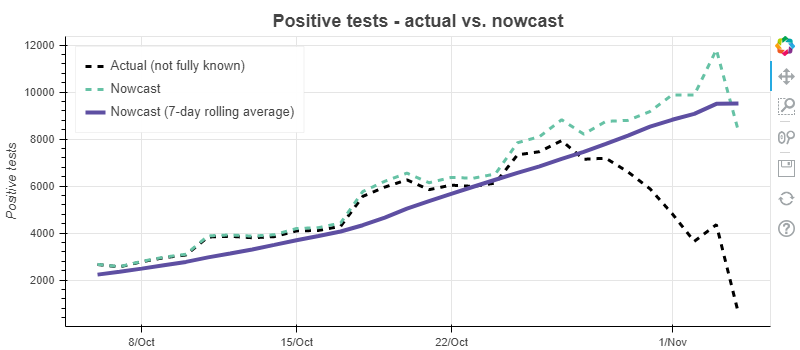 Positive tests - actual vs. nowcast
12000
10000
8000
6000
4000
2000
Positive tests
Actual (not fully known)
Nowcast
Nowcast (7-day rolling average)
8/Oct
15/Oct
22/Oct
1/Nov